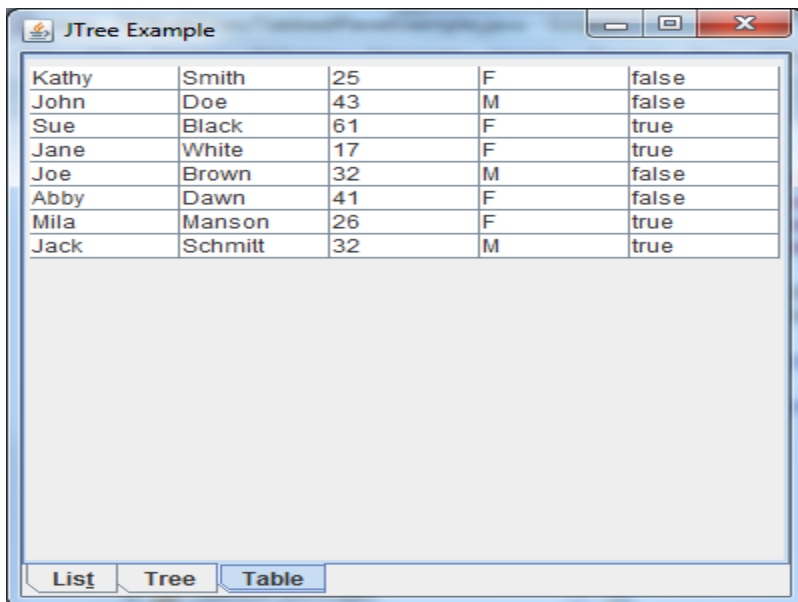 JTree Example
Kathy Smith 25 F false
John Doe 43 M false
Sue Black 61 F true
Jane White 17 F true
Joe Brown 32 M false
Abby Dawn 41 F false
Mila Manson 26 F true
Jack Schmitt 32 M true
List Tree Table